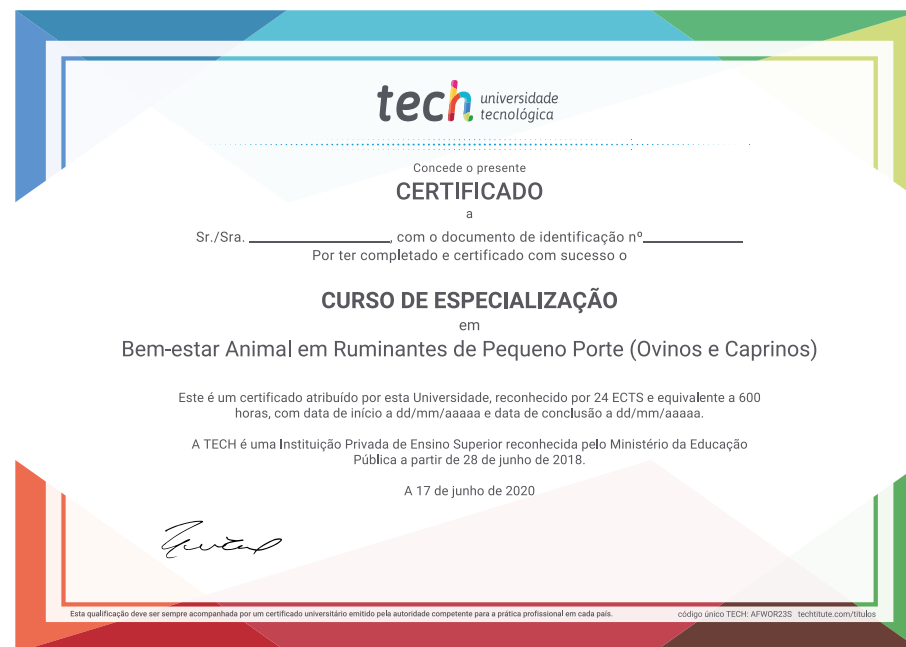 tech universidade
tecnológica
Concede o presente
CERTIFICADO
a
Sr./Sra. ____________, com o documento de identificação nº____________
Por ter completado e certificado com sucesso o
CURSO DE ESPECIALIZAÇÃO
em
Bem-estar Animal em Ruminantes de Pequeno Porte (Ovinos e Caprinos)
Este é um certificado atribuído por esta Universidade, reconhecido por 24 ECTS e equivalente a 600
horas, com data de início a dd/mm/aaaaa e data de conclusão a dd/mm/aaaaa.
A TECH é uma Instituição Privada de Ensino Superior reconhecida pelo Ministério da Educação
Pública a partir de 28 de junho de 2018.
A 17 de junho de 2020
Esta qualificação deve ser sempre acompanhada por um certificado universitário emitido pela autoridade competente para a prática profissional em cada país.
código único TECH: AFWOR23S techtitute.com/titulos